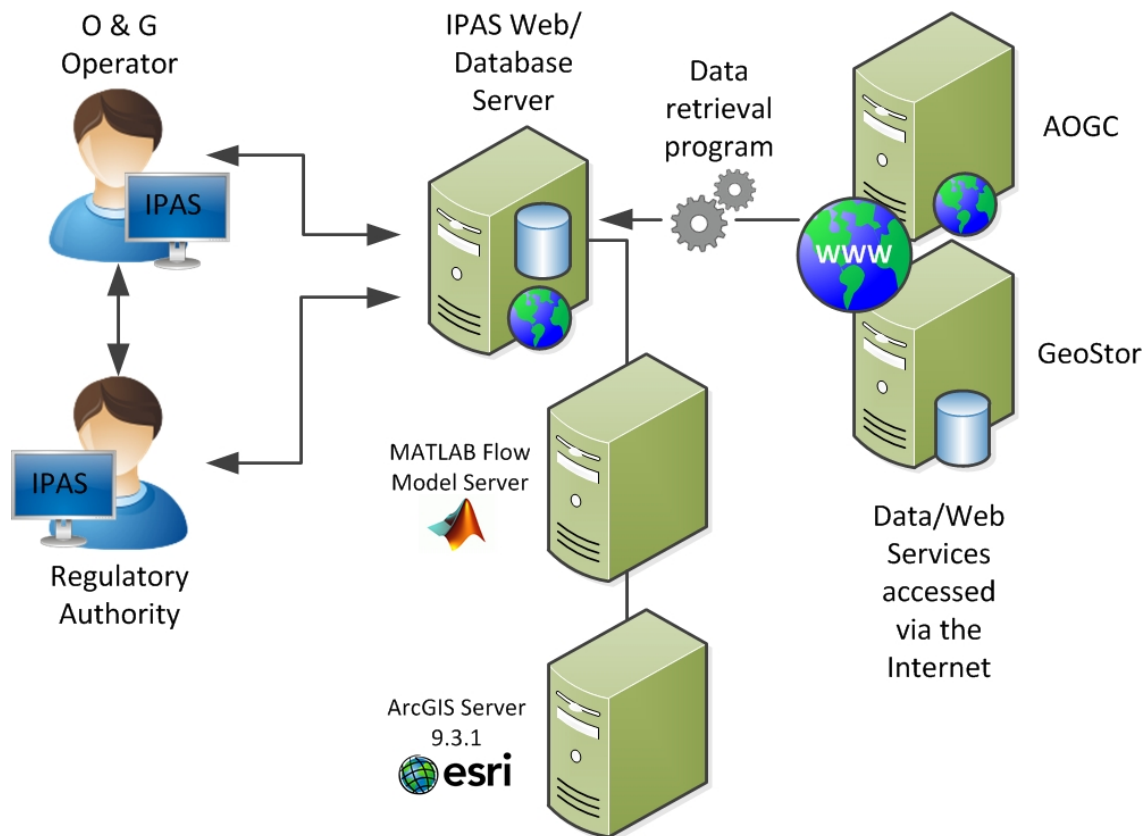 O & G
Operator
IPAS
IPAS Web/
Database
Server
Data
retrieval
program
AOGC
WWW
GeoStor
IPAS
Regulatory
Authority
MATLAB Flow
Model Server
Data/Web
Services
accessed
via the
Internet
ArcGIS Server
9.3.1
esri